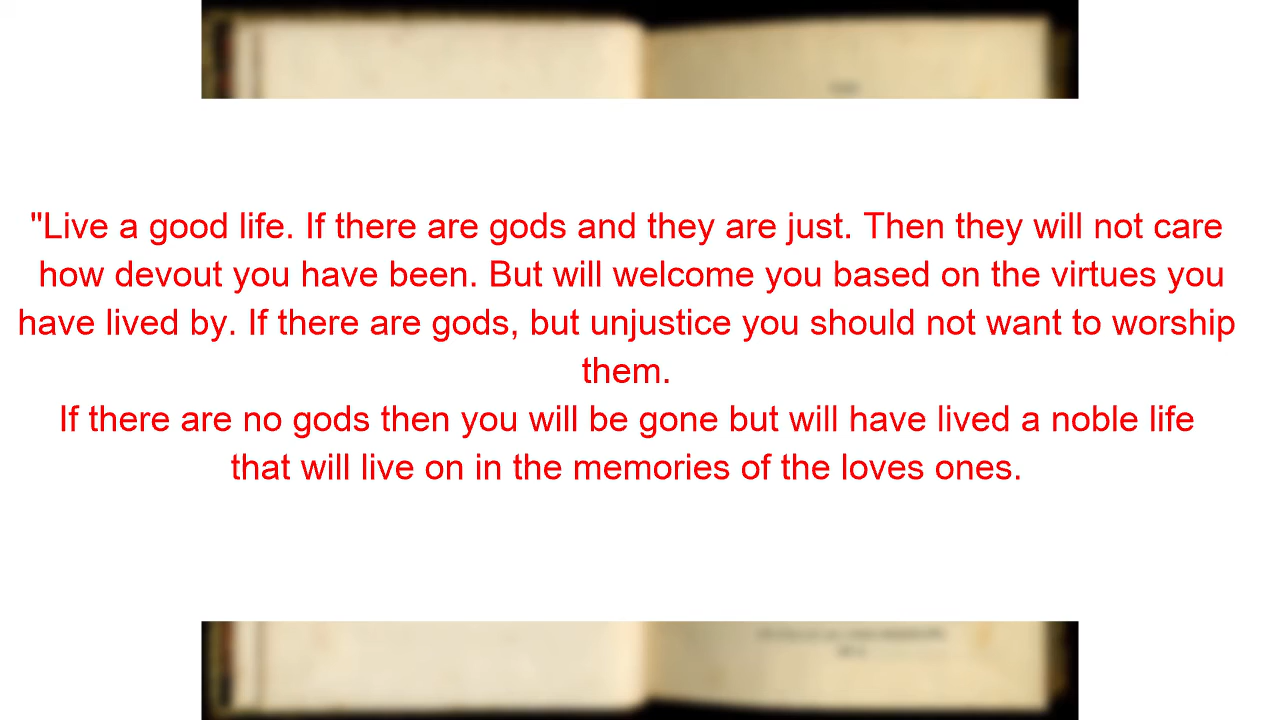 "Live a good life. If there are gods and they are just. Then they will not care
how devout you have been. But will welcome you based on the virtues you
have lived by. If there are gods, but unjustice you should not want to worship
them.
If there are no gods then you will be gone but will have lived a noble life
that will live on in the memories of the loves ones.